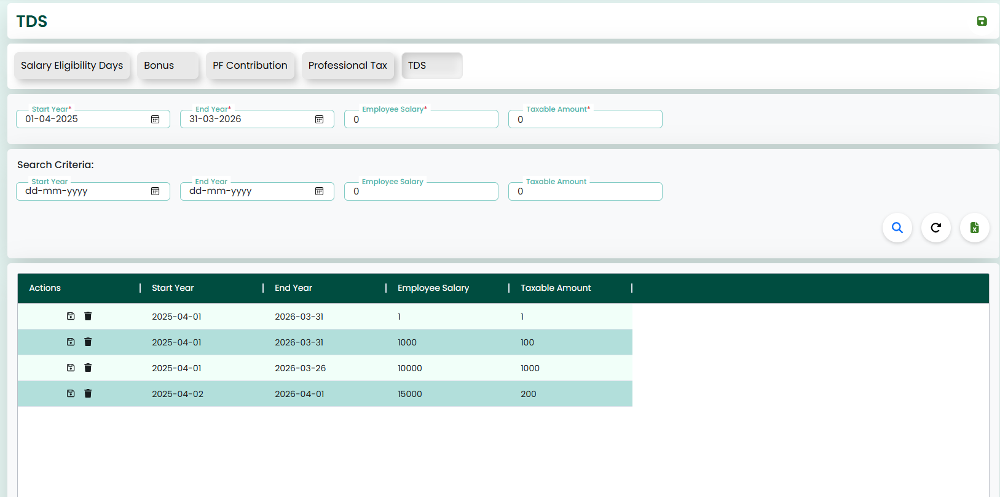 TDS
Salary Eligibility Days Bonus PF Contribution Professional Tax TDS
Start Year* End Year* Employee Salary* Taxable Amount*
01-04-2025 31-03-2026 0 0
Search Criteria:
Start Year End Year Employee Salary Taxable Amount
dd-mm-yyyy dd-mm-yyyy 0 0
Actions Start Year End Year Employee Salary Taxable Amount
2025-04-01 2026-03-31 1 1
2025-04-01 2026-03-31 1000 100
2025-04-01 2026-03-26 10000 1000
2025-04-02 2026-04-01 15000 200